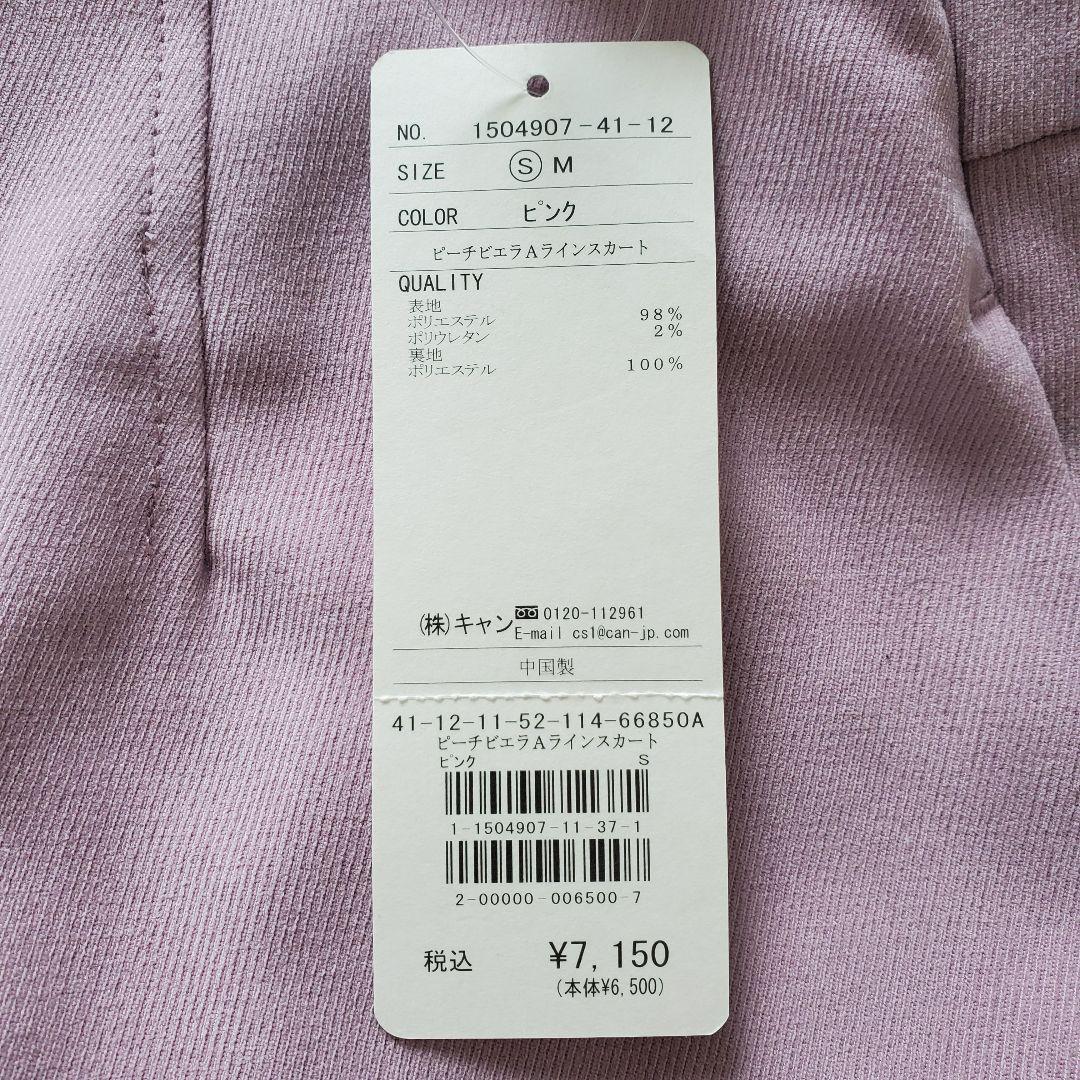 NO. 1504907-41-12
SIZE Ⓢ M
COLOR ピンク
ピーチビエラAラインスカート
QUALITY
表地
ポリエステル 98%
ポリウレタン 2%
裏地
ポリエステル 100%
(株)キャン 0120-112961
E-mail cs1@can-jp.com
中国製
41-12-11-52-114-66850A
ピーチビエラAラインスカート
ピンク S
1-1504907-11-37-1
2-00000-006500-7
税込 ¥7,150
(本体¥6,500)